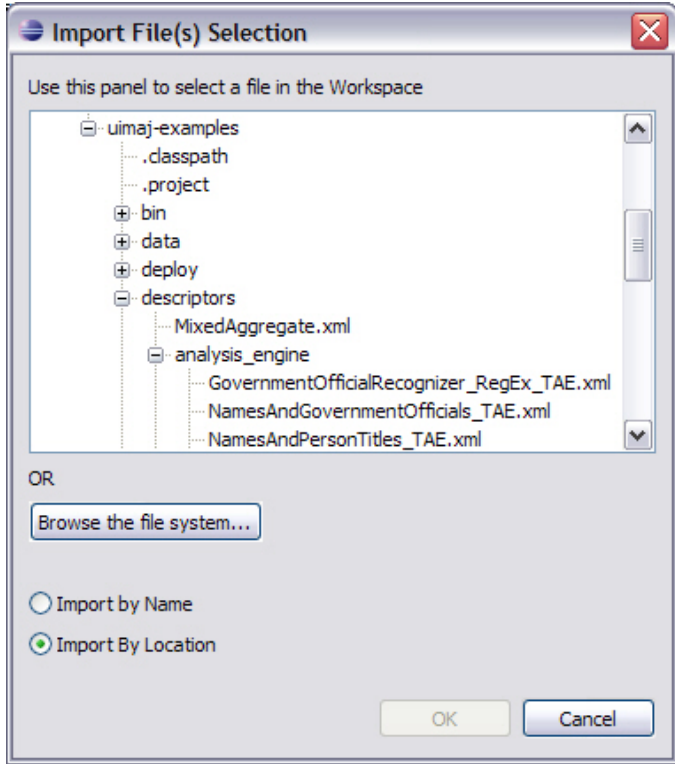 Import File(s) Selection
Use this panel to select a file in the Workspace
uimaj-examples
.classpath
.project
bin
data
deploy
descriptors
MixedAggregate.xml
analysis_engine
GovernmentOfficialRecognizer_RegEx_TAE.xml
NamesAndGovernmentOfficials_TAE.xml
NamesAndPersonTitles_TAE.xml
OR
Browse the file system...
Import by Name
Import By Location
OK Cancel